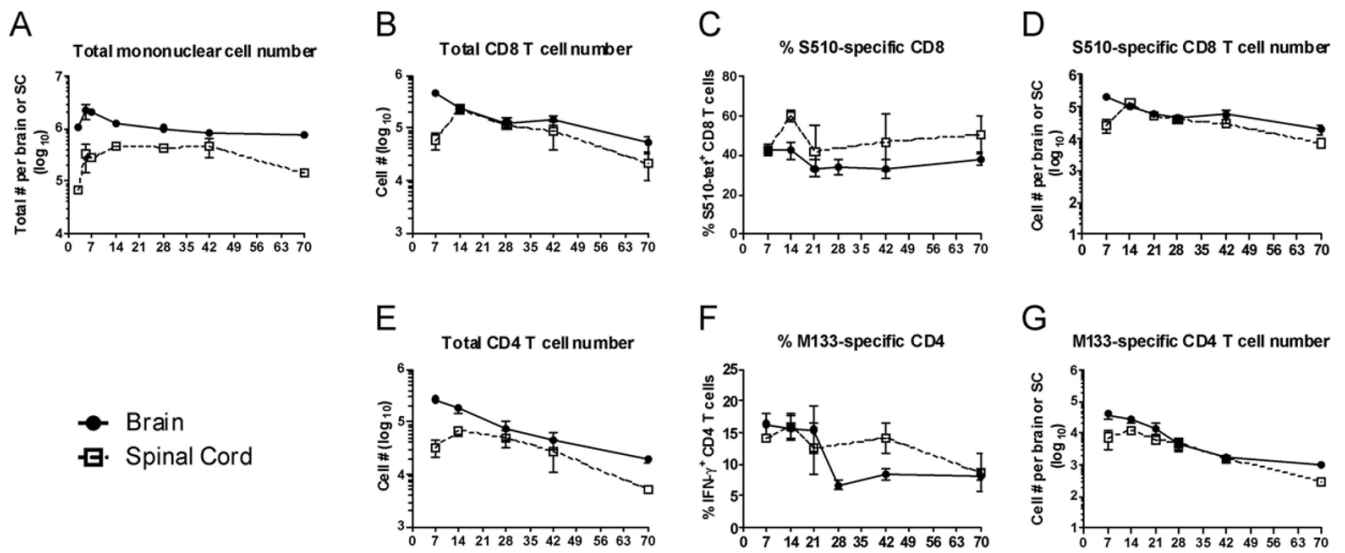 A
Total mononuclear cell number
Total # per brain or SC
(log10)
7
6
5
4
0 7 14 21 28 35 42 49 56 63 70
B
Total CD8 T cell number
Cell # (log10)
6
5
4
3
0 7 14 21 28 35 42 49 56 63 70
C
% S510-specific CD8
% S510-tet+ CD8 T cells
80
60
40
20
0
0 7 14 21 28 35 42 49 56 63 70
D
S510-specific CD8 T cell number
Cell # per brain or SC
(log10)
6
5
4
3
2
1
0 7 14 21 28 35 42 49 56 63 70
Brain
Spinal Cord
E
Total CD4 T cell number
Cell # (log10)
6
5
4
3
0 7 14 21 28 35 42 49 56 63 70
F
% M133-specific CD4
% IFN-γ+ CD4 T cells
25
20
15
10
5
0
0 7 14 21 28 35 42 49 56 63 70
G
M133-specific CD4 T cell number
Cell # per brain or SC
(log10)
6
5
4
3
2
1
0 7 14 21 28 35 42 49 56 63 70